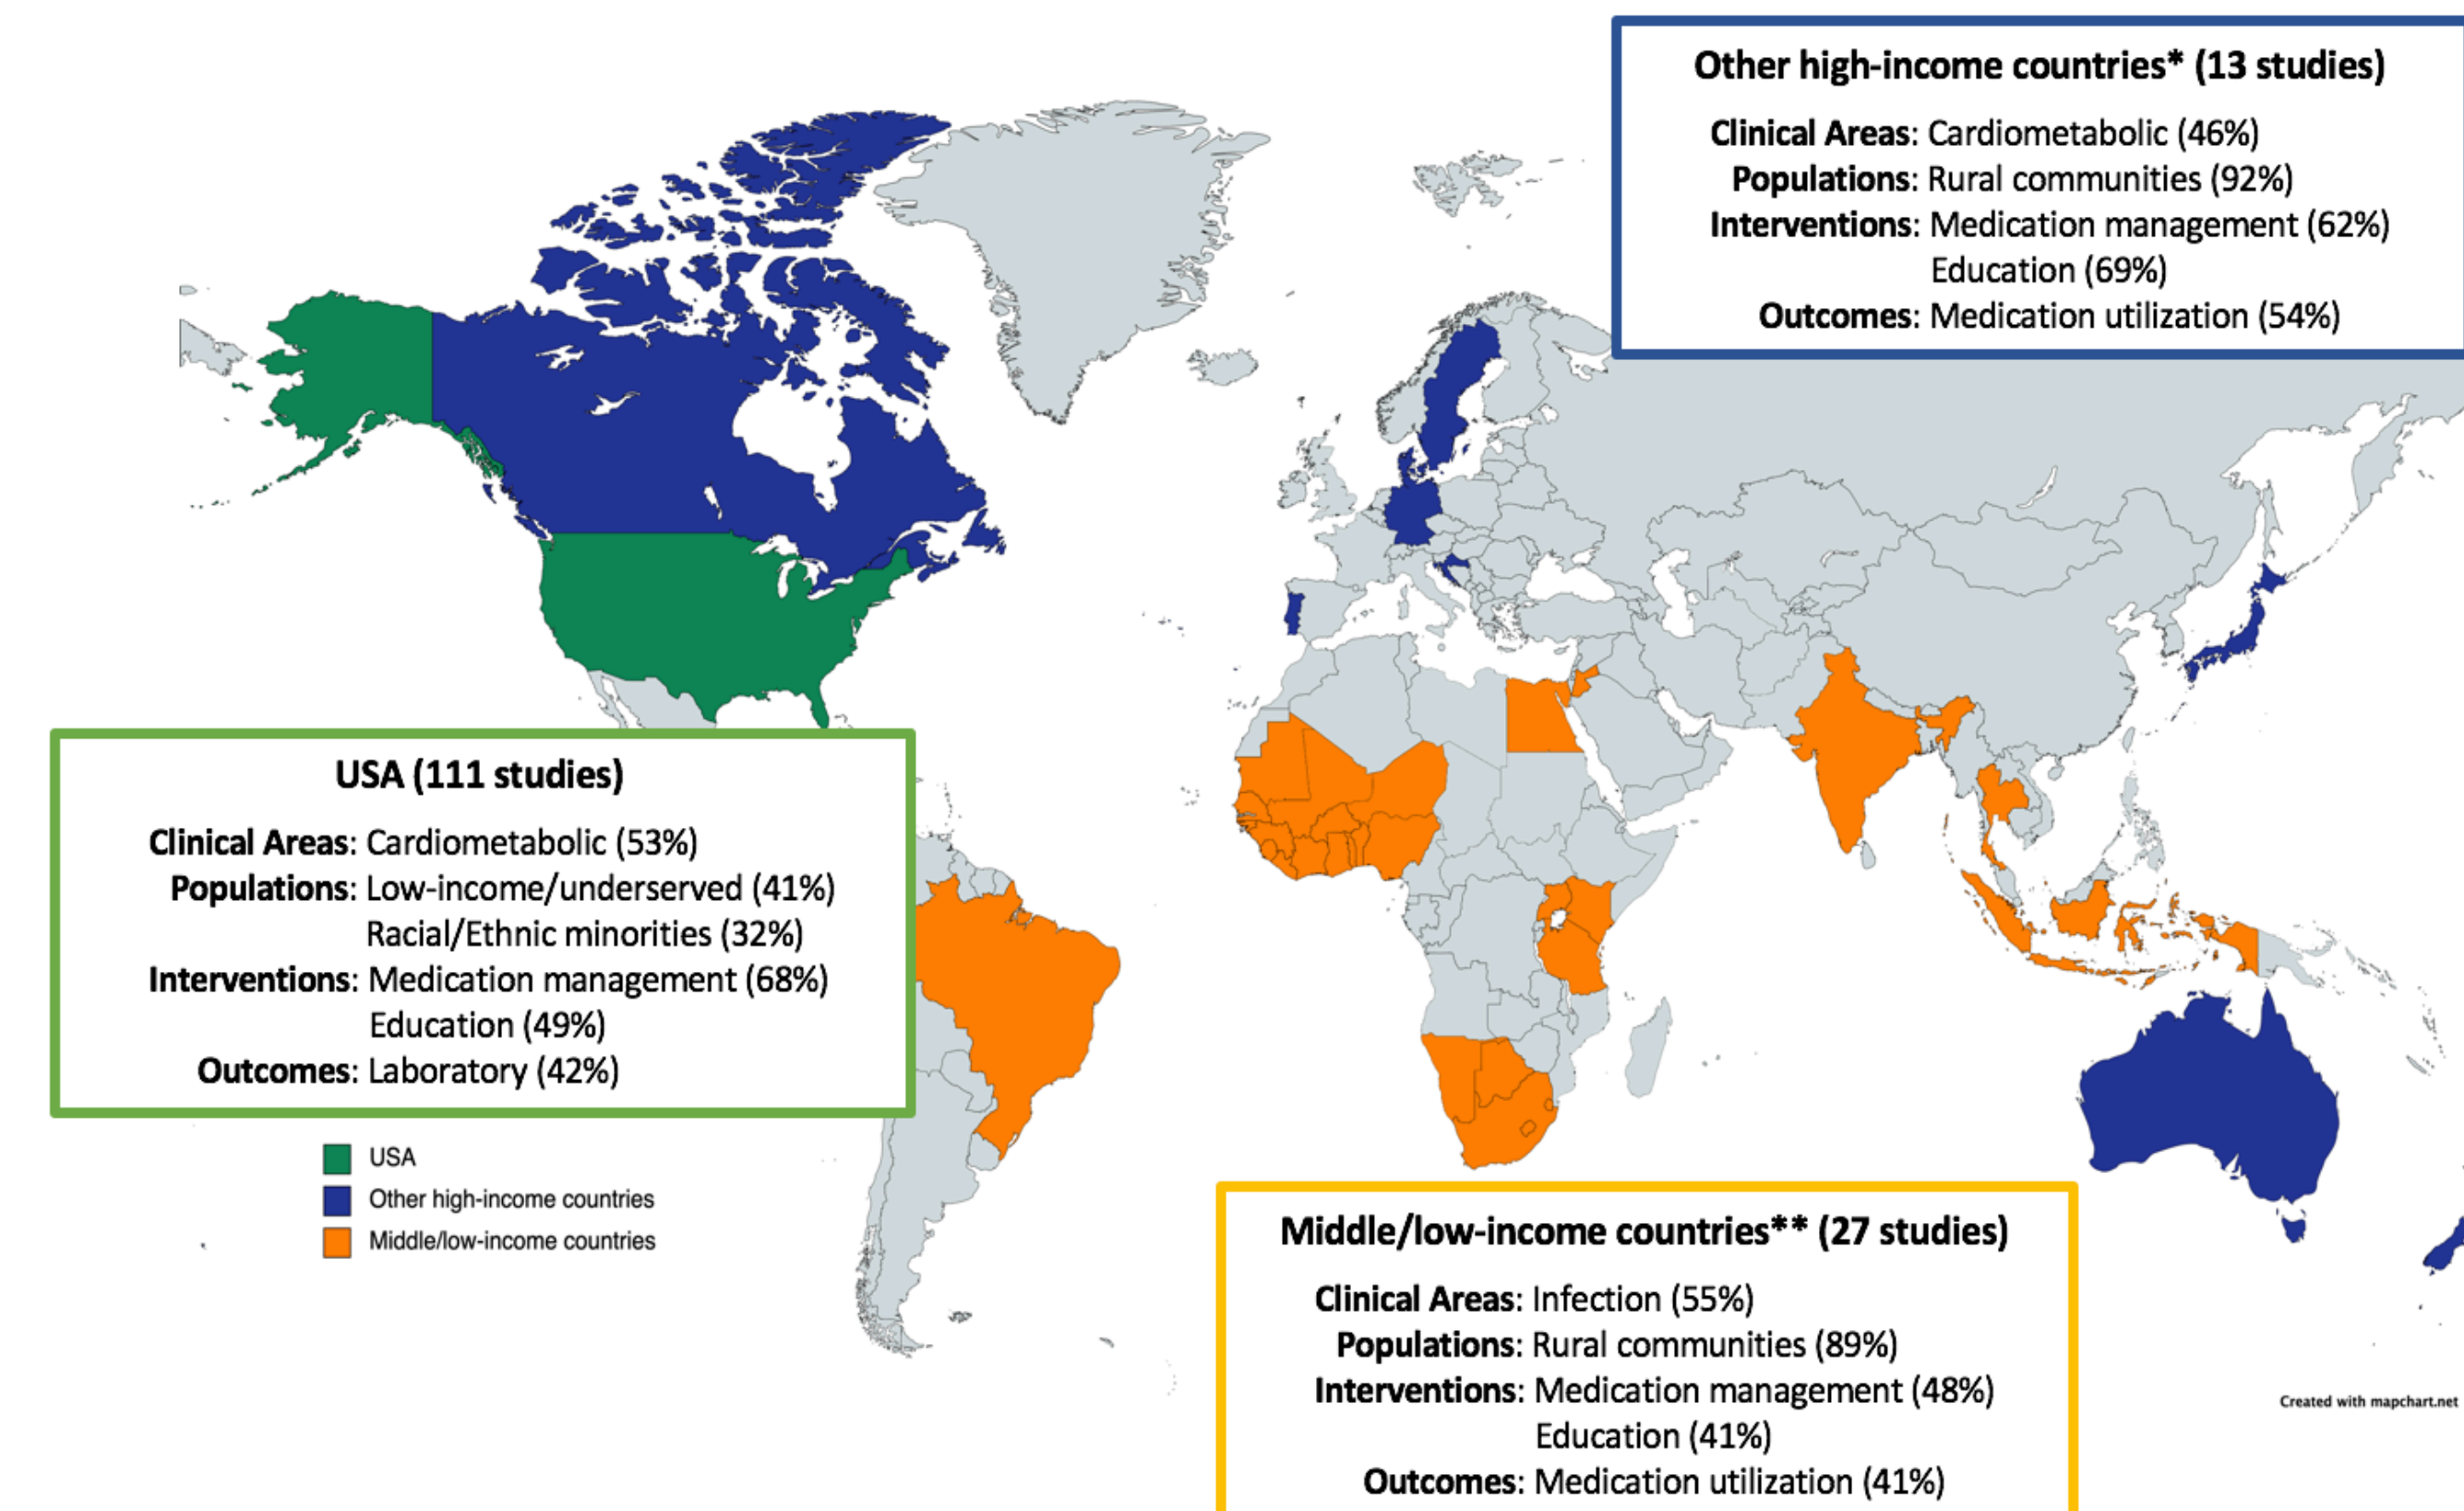 Other high-income countries* (13 studies)
Clinical Areas: Cardiometabolic (46%)
Populations: Rural communities (92%)
Interventions: Medication management (62%)
Education (69%)
Outcomes: Medication utilization (54%)
USA (111 studies)
Clinical Areas: Cardiometabolic (53%)
Populations: Low-income/underserved (41%)
Racial/Ethnic minorities (32%)
Interventions: Medication management (68%)
Education (49%)
Outcomes: Laboratory (42%)
USA
Other high-income countries
Middle/low-income countries
Middle/low-income countries** (27 studies)
Clinical Areas: Infection (55%)
Populations: Rural communities (89%)
Interventions: Medication management (48%)
Education (41%)
Outcomes: Medication utilization (41%)
Created with mapchart.net